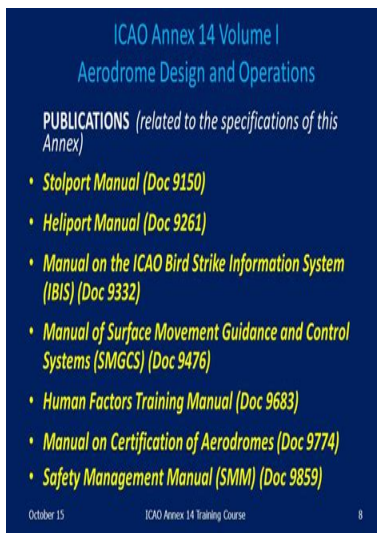 ICAO Annex 14 Volume I
Aerodrome Design and Operations
PUBLICATIONS (related to the specifications of this
Annex)
• Stolport Manual (Doc 9150)
• Heliport Manual (Doc 9261)
• Manual on the ICAO Bird Strike Information System
(IBIS) (Doc 9332)
• Manual of Surface Movement Guidance and Control
Systems (SMGCS) (Doc 9476)
• Human Factors Training Manual (Doc 9683)
• Manual on Certification of Aerodromes (Doc 9774)
• Safety Management Manual (SMM) (Doc 9859)
October 15 ICAO Annex 14 Training Course 8